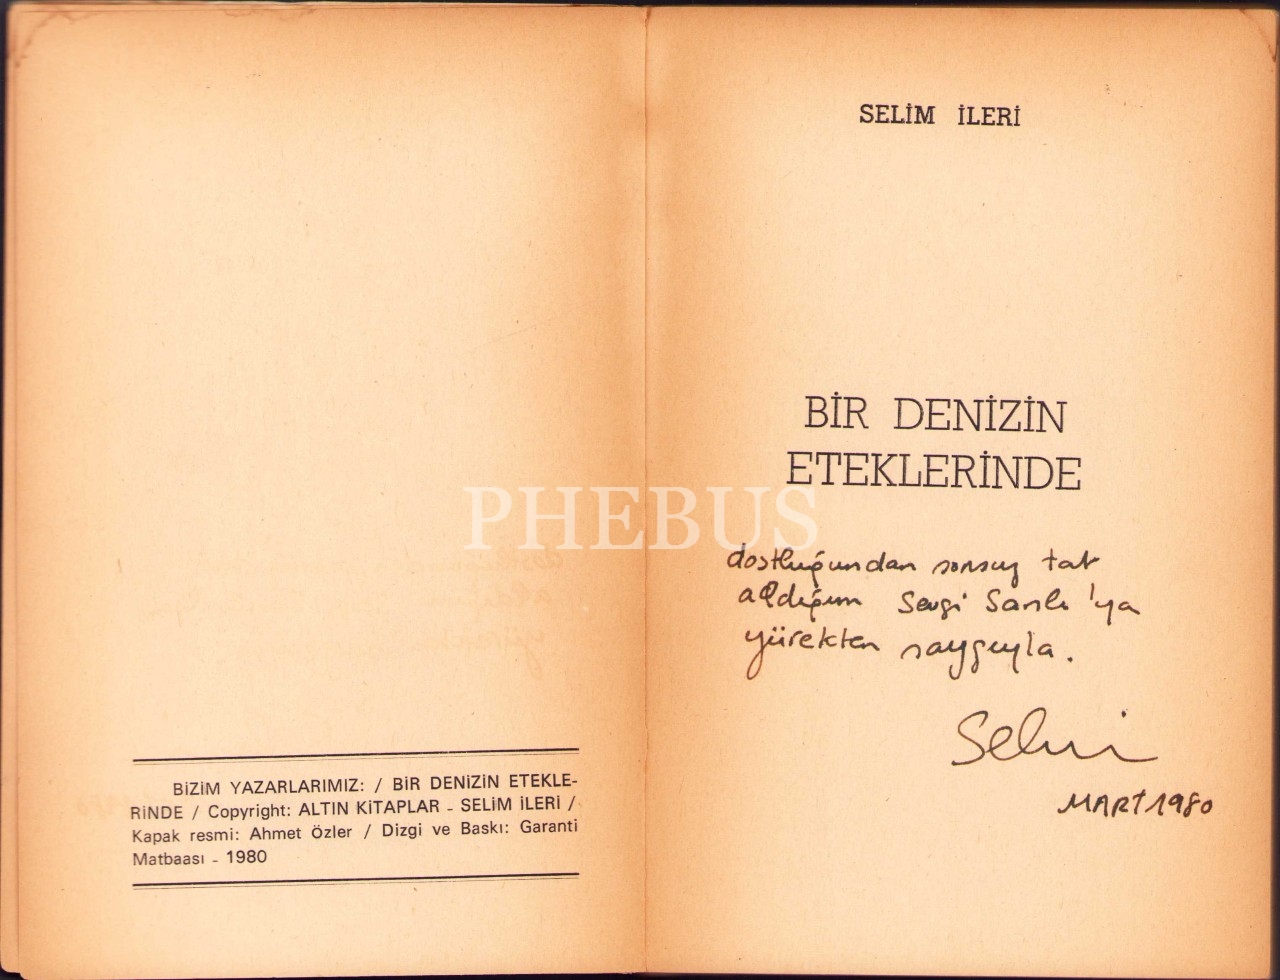 BİZİM YAZARLARIMIZ: / BİR DENİZİN ETEKLE-
RİNDE / Copyright: ALTIN KİTAPLAR - SELİM İLERİ /
Kapak resmi: Ahmet Özler / Dizgi ve Baskı: Garanti
Matbaası - 1980
SELİM İLERİ
BİR DENİZİN
ETEKLERİNDE
PHEBUS
dostluğundan sonsuz tat
aldığım Sevgi Sanlı'ya
yürekten saygıyla.
Selim
MART 1980